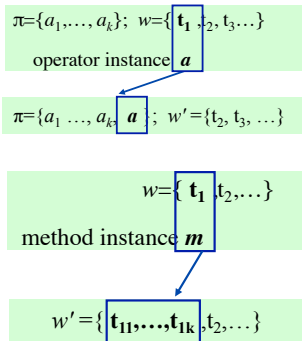 π={a₁,…, aₖ}; w={ t₁ ,t₂, t₃…}
operator instance a
π={a₁ …, aₖ, a }; w′={t₂, t₃, …}
w={ t₁ ,t₂,…}
method instance m
w′={ t₁₁,…,t₁ₖ ,t₂,…}